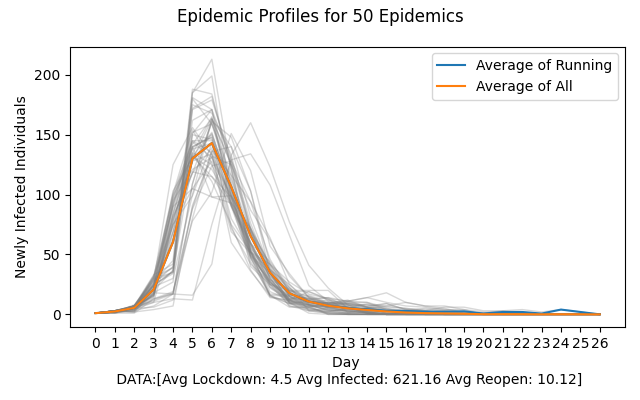 Epidemic Profiles for 50 Epidemics
Average of Running
Average of All
Newly Infected Individuals
200
150
100
50
0
0 1 2 3 4 5 6 7 8 9 10 11 12 13 14 15 16 17 18 19 20 21 22 23 24 25 26
Day
DATA:[Avg Lockdown: 4.5 Avg Infected: 621.16 Avg Reopen: 10.12]